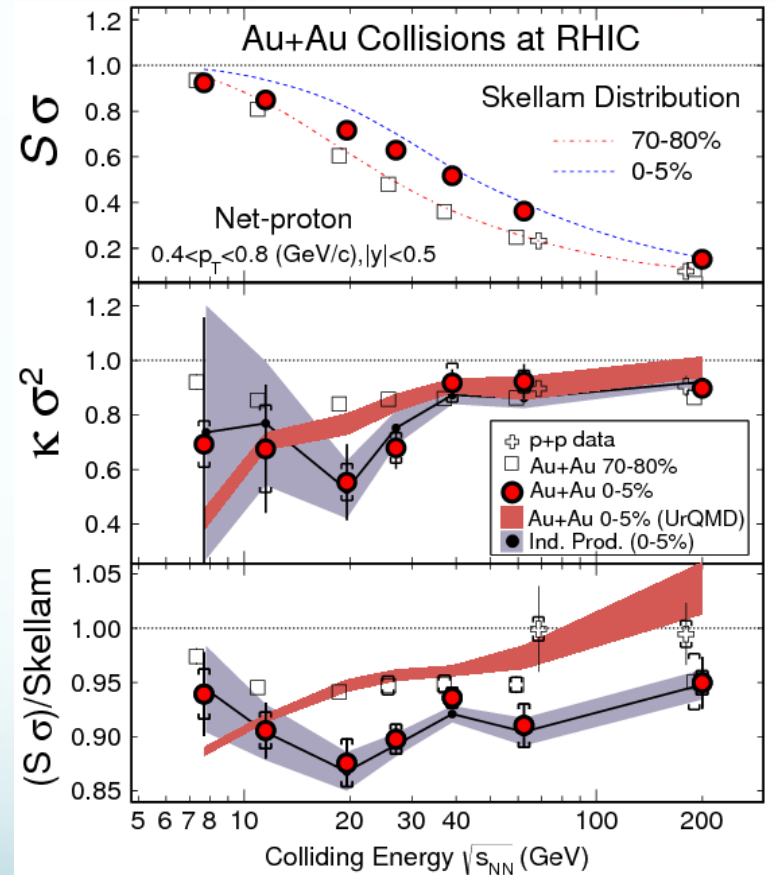 Au+Au Collisions at RHIC
Skellam Distribution
70-80%
0-5%
Net-proton
0.4<p_T<0.8 (GeV/c),|y|<0.5
S σ
1.2
1.0
0.8
0.6
0.4
0.2
κ σ²
1.2
1.0
0.8
0.6
0.4
p+p data
Au+Au 70-80%
Au+Au 0-5%
Au+Au 0-5% (UrQMD)
Ind. Prod. (0-5%)
(S σ)/Skellam
1.05
1.00
0.95
0.90
0.85
5 6 7 8 10 20 30 40 100 200
Colliding Energy √s_NN (GeV)